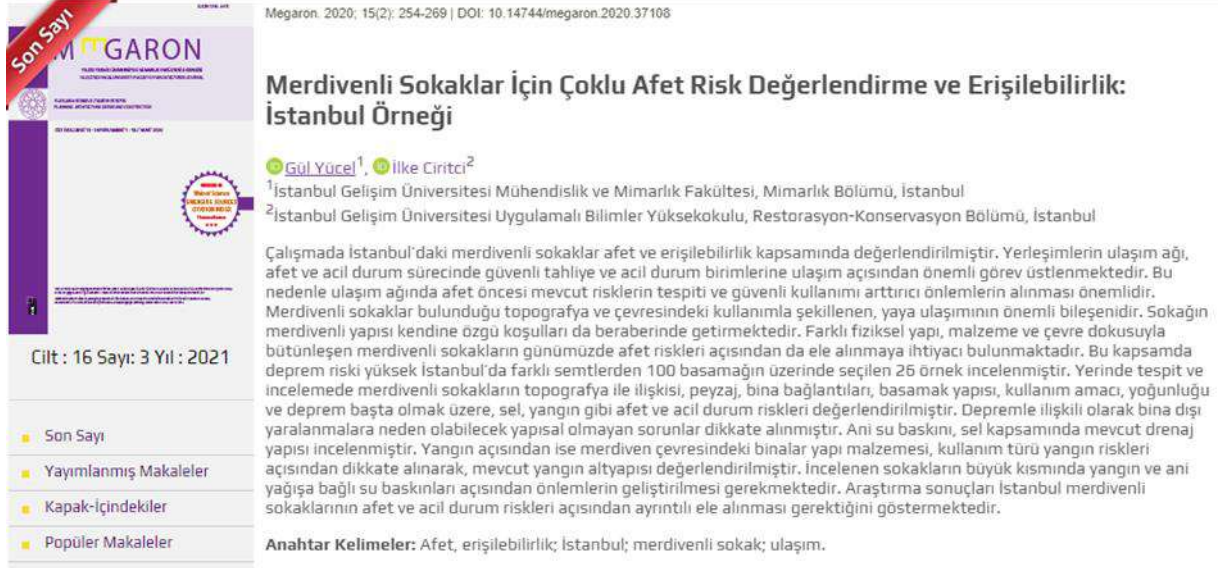 Son Sayı
MEGARON
Cilt : 16 Sayı: 3 Yıl : 2021
Son Sayı
Yayımlanmış Makaleler
Kapak-İçindekiler
Popüler Makaleler
Megaron. 2020; 15(2): 254-269 | DOI: 10.14744/megaron.2020.37108
Merdivenli Sokaklar İçin Çoklu Afet Risk Değerlendirme ve Erişilebilirlik:
İstanbul Örneği
Gül Yücel1, İlke Ciritci2
1İstanbul Gelişim Üniversitesi Mühendislik ve Mimarlık Fakültesi, Mimarlık Bölümü, İstanbul
2İstanbul Gelişim Üniversitesi Uygulamalı Bilimler Yüksekokulu, Restorasyon-Konservasyon Bölümü, İstanbul
Çalışmada İstanbul'daki merdivenli sokaklar afet ve erişilebilirlik kapsamında değerlendirilmiştir. Yerleşimlerin ulaşım ağı,
afet ve acil durum sürecinde güvenli tahliye ve acil durum birimlerine ulaşım açısından önemli görev üstlenmektedir. Bu
nedenle ulaşım ağında afet öncesi mevcut risklerin tespiti ve güvenli kullanımı arttırıcı önlemlerin alınması önemlidir.
Merdivenli sokaklar bulunduğu topografya ve çevresindeki kullanımla şekillenen, yaya ulaşımının önemli bileşenidir. Sokağın
merdivenli yapısı kendine özgü koşulları da beraberinde getirmektedir. Farklı fiziksel yapı, malzeme ve çevre dokusuyla
bütünleşen merdivenli sokakların günümüzde afet riskleri açısından da ele alınmaya ihtiyacı bulunmaktadır. Bu kapsamda
deprem riski yüksek İstanbul'da farklı semtlerden 100 basamağın üzerinde seçilen 26 örnek incelenmiştir. Yerinde tespit ve
incelemede merdivenli sokakların topografya ile ilişkisi, peyzaj, bina bağlantıları, basamak yapısı, kullanım amacı, yoğunluğu
ve deprem başta olmak üzere, sel, yangın gibi afet ve acil durum riskleri değerlendirilmiştir. Depremle ilişkili olarak bina dışı
yaralanmalara neden olabilecek yapısal olmayan sorunlar dikkate alınmıştır. Ani su baskını, sel kapsamında mevcut drenaj
yapısı incelenmiştir. Yangın açısından ise merdiven çevresindeki binalar yapı malzemesi, kullanım türü yangın riskleri
açısından dikkate alınarak, mevcut yangın altyapısı değerlendirilmiştir. İncelenen sokakların büyük kısmında yangın ve ani
yağışa bağlı su baskınları açısından önlemlerin geliştirilmesi gerekmektedir. Araştırma sonuçları İstanbul merdivenli
sokaklarının afet ve acil durum riskleri açısından ayrıntılı ele alınması gerektiğini göstermektedir.
Anahtar Kelimeler: Afet, erişilebilirlik; İstanbul; merdivenli sokak; ulaşım.